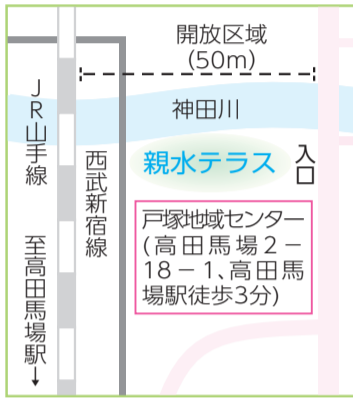 開放区域
(50m)
神田川
親水テラス
入口
戸塚地域センター
(高田馬場2−
18−1、高田馬
場駅徒歩3分)
西武新宿線
JR山手線
至高田馬場駅→